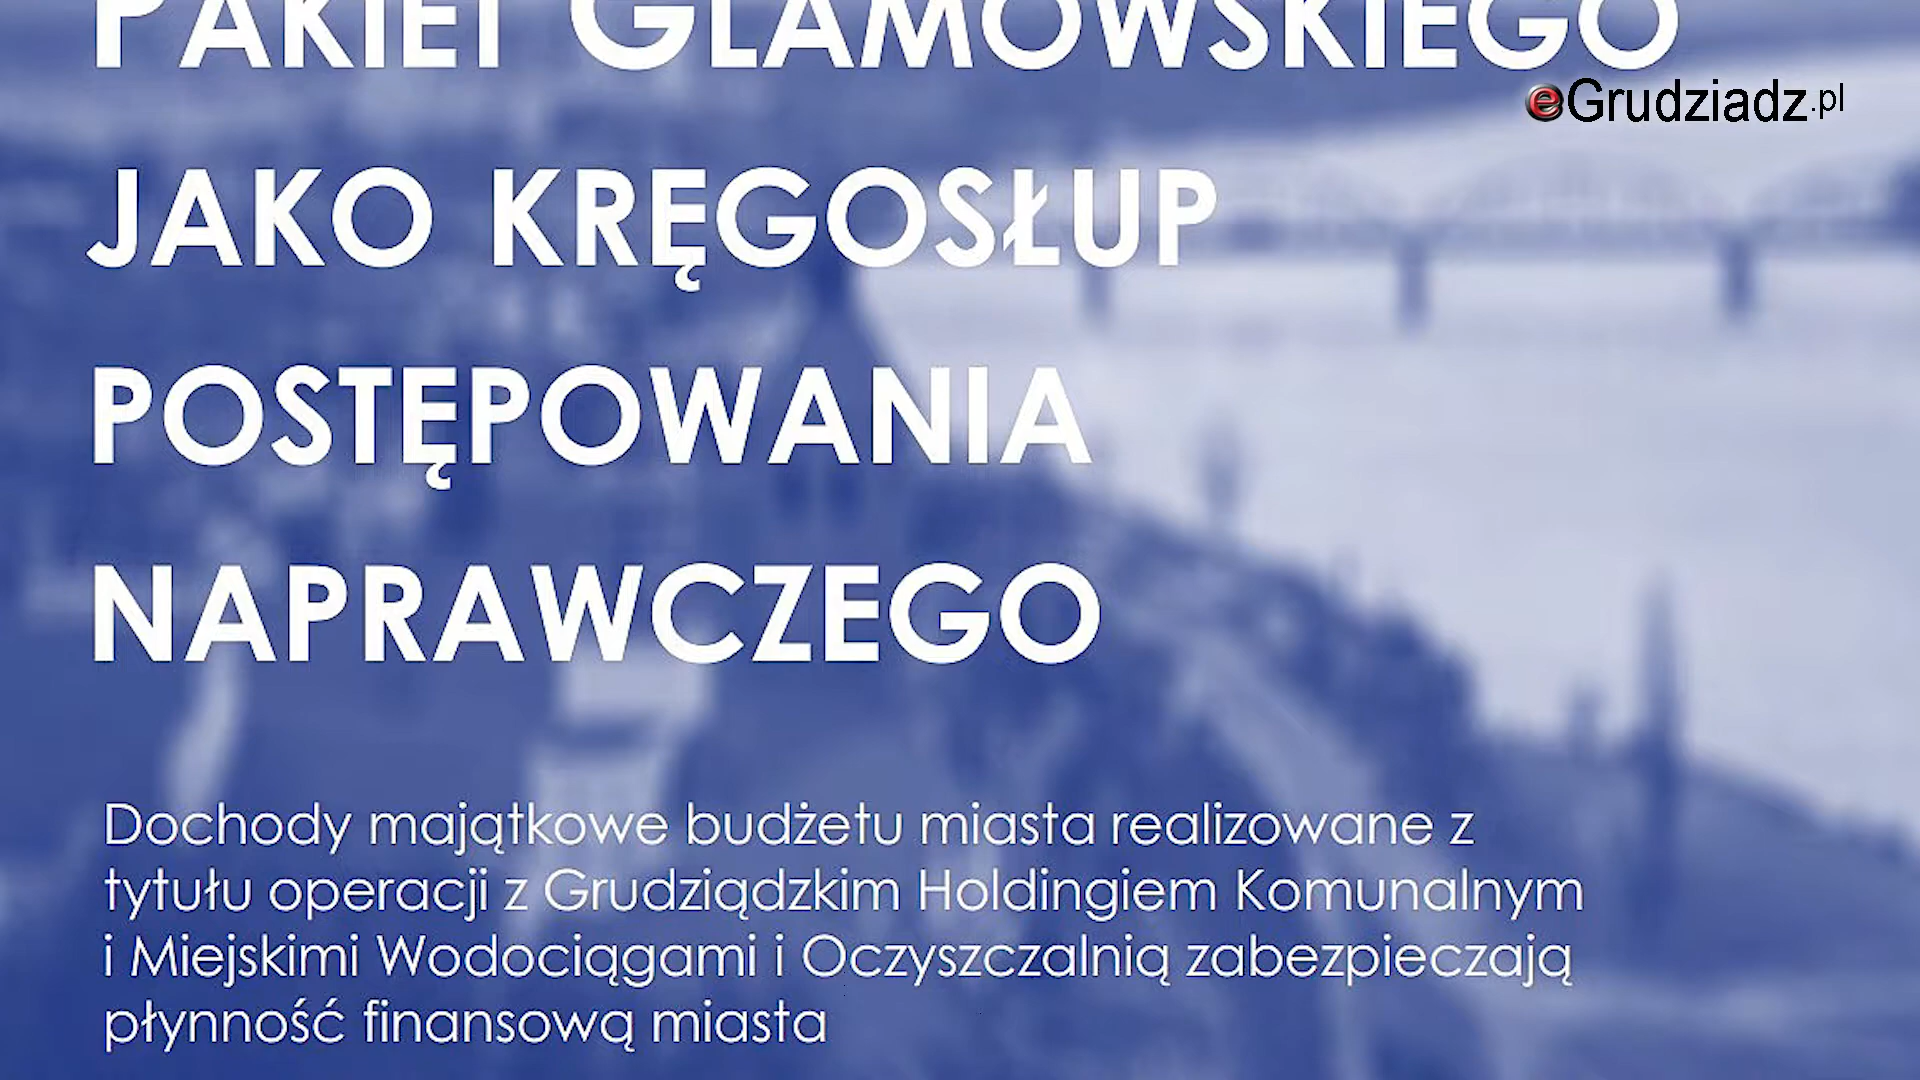 PAKIET GLAMOWSKIEGO
eGrudziadz.pl
JAKO KRĘGOSŁUP
POSTĘPOWANIA
NAPRAWCZEGO
Dochody majątkowe budżetu miasta realizowane z
tytułu operacji z Grudziądzkim Holdingiem Komunalnym
i Miejskimi Wodociągami i Oczyszczalnią zabezpieczają
płynność finansową miasta